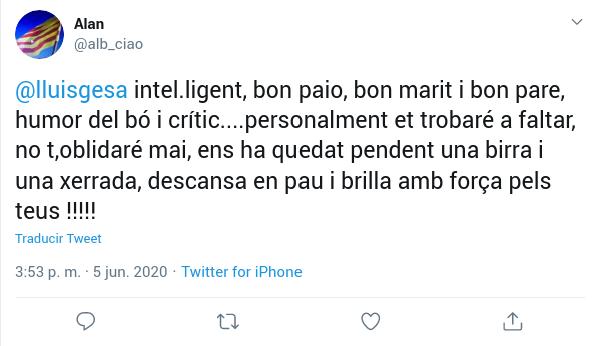 Alan
@alb_ciao
@lluisgesa intel.ligent, bon paio, bon marit i bon pare,
humor del bó i crític....personalment et trobaré a faltar,
no t,oblidaré mai, ens ha quedat pendent una birra i
una xerrada, descansa en pau i brilla amb força pels
teus !!!!!
Traducir Tweet
3:53 p. m. · 5 jun. 2020 · Twitter for iPhone